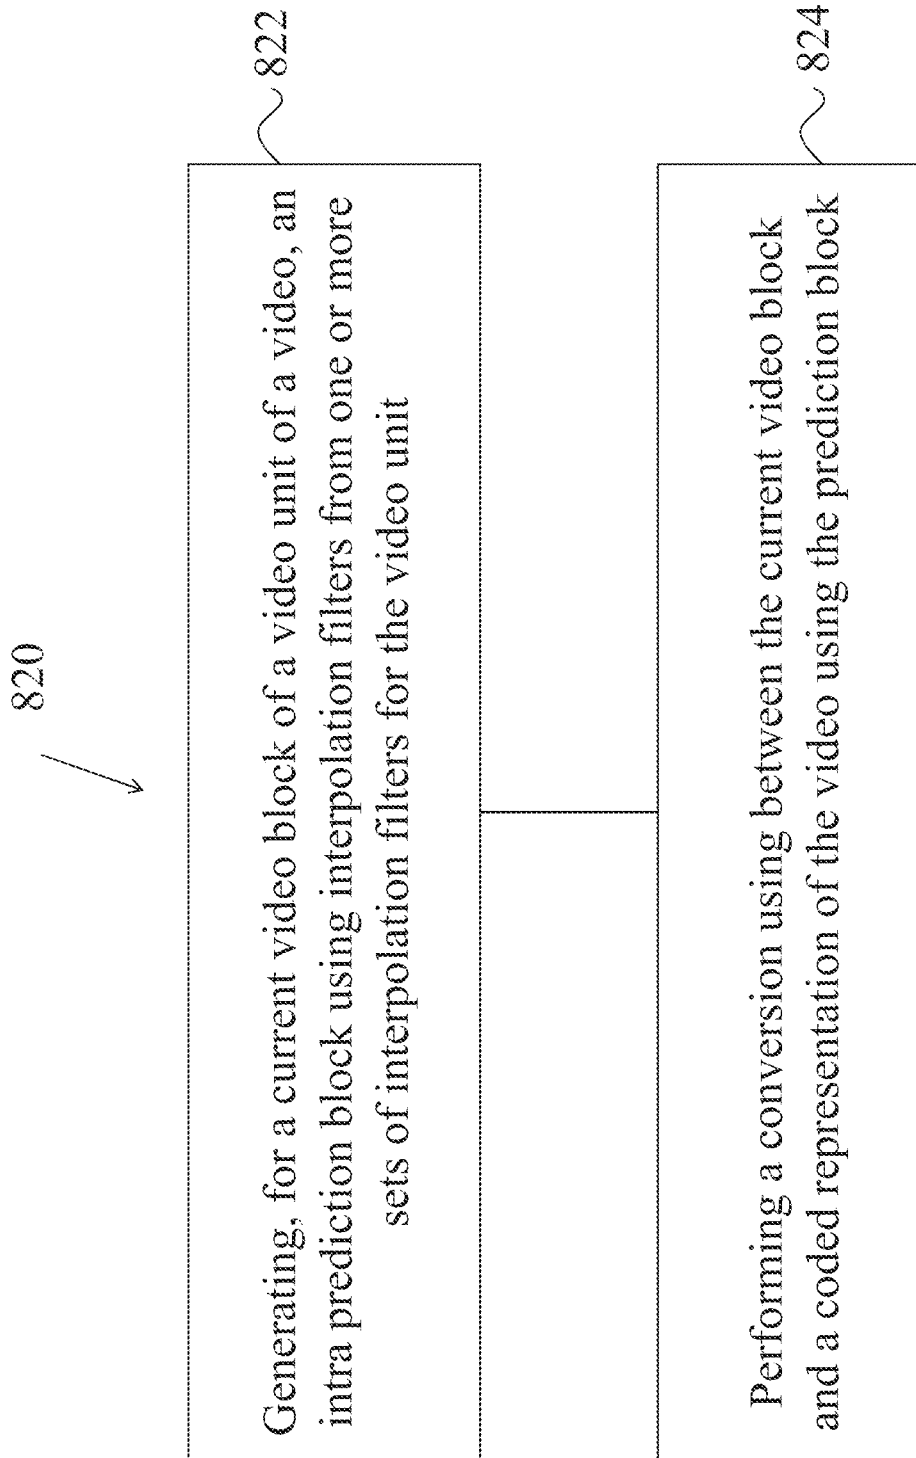 820
822
Generating, for a current video block of a video unit of a video, an
intra prediction block using interpolation filters from one or more
sets of interpolation filters for the video unit
824
Performing a conversion using between the current video block
and a coded representation of the video using the prediction block